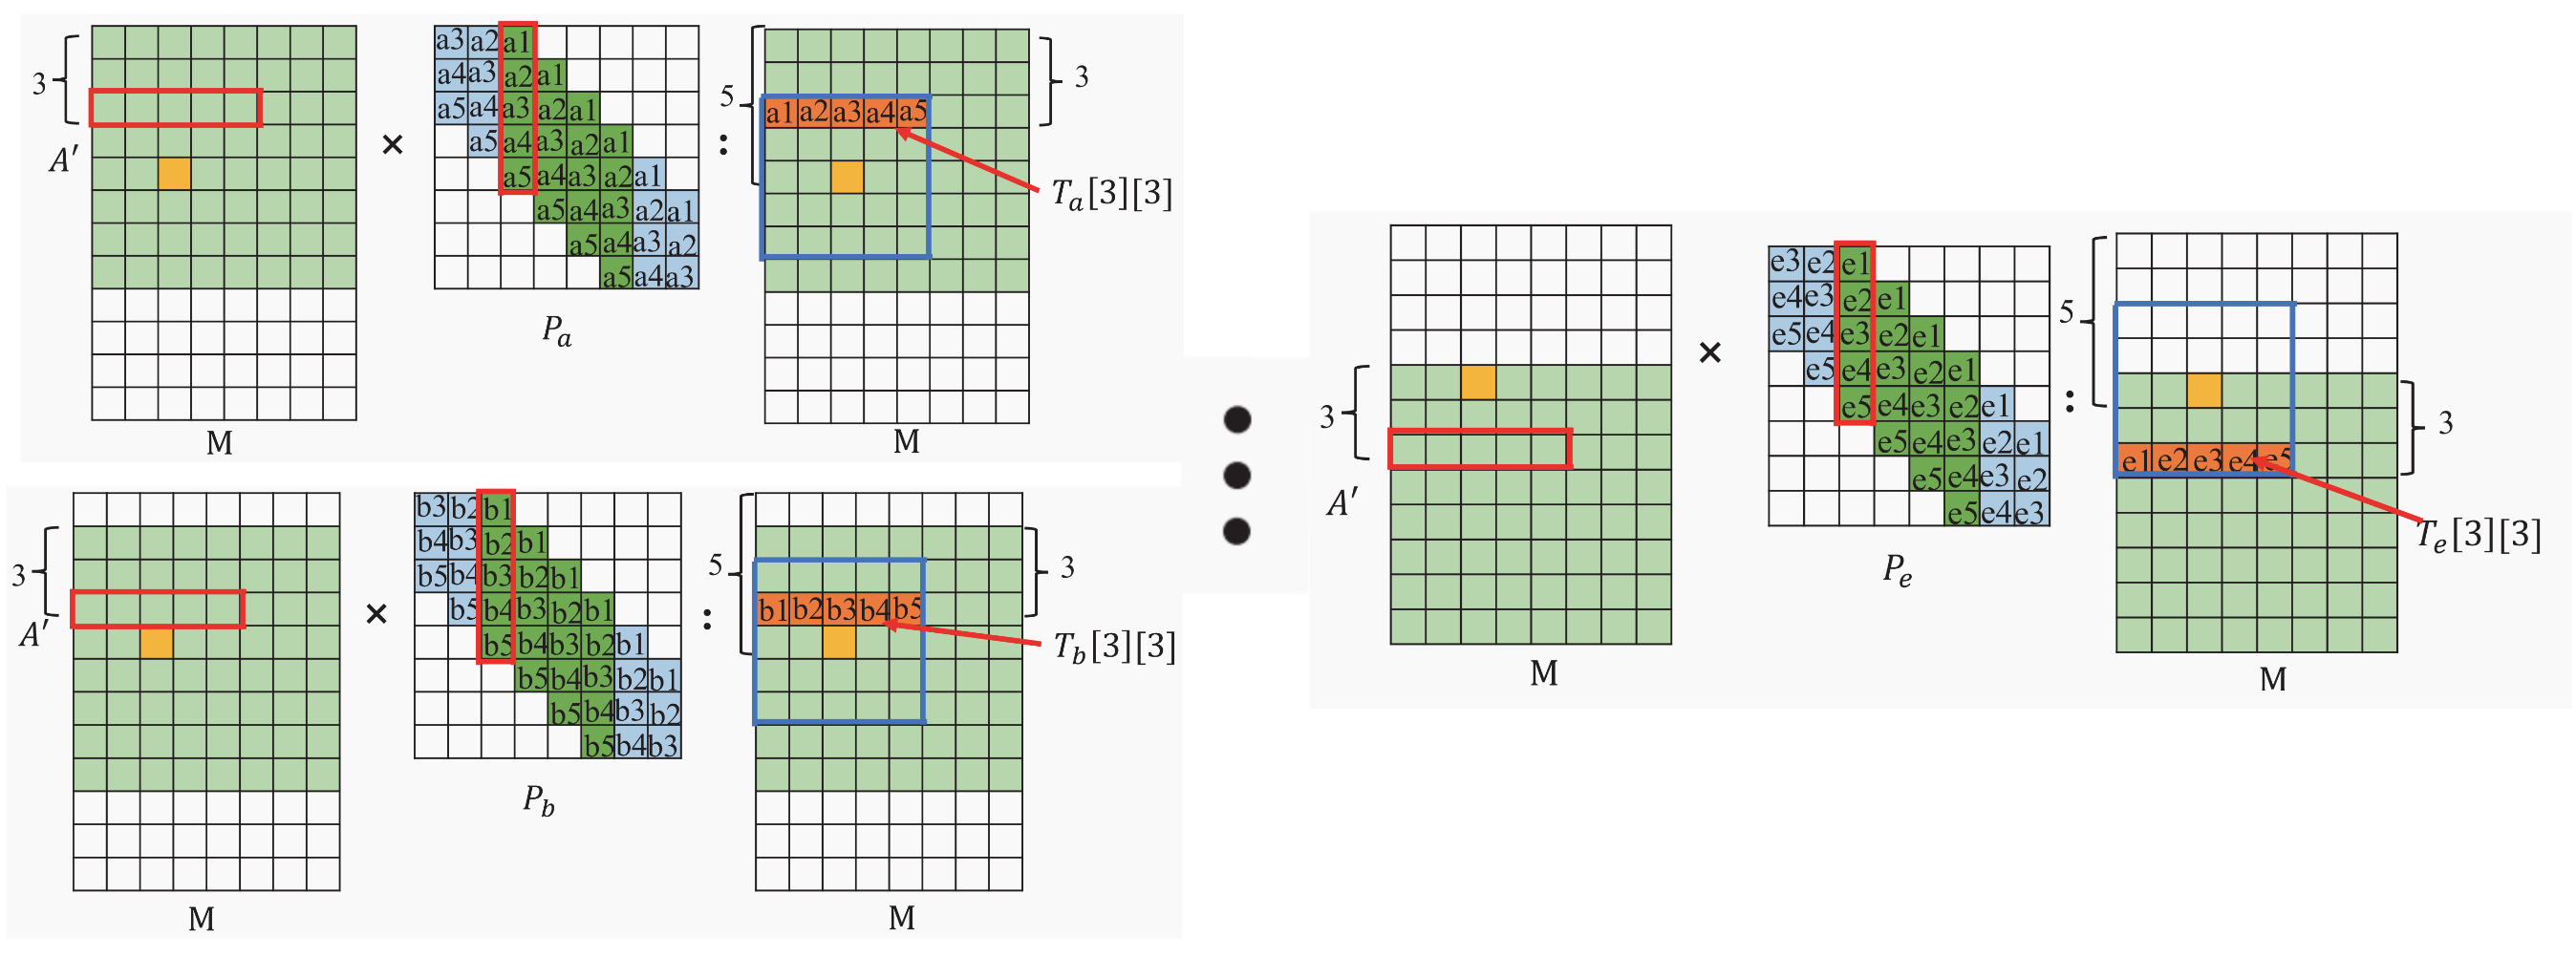 3
A′
M
×
a3 a2 a1
a4 a3 a2 a1
a5 a4 a3 a2 a1
a5 a4 a3 a2 a1
a5 a4 a3 a2 a1
a5 a4 a3 a2 a1
a5 a4 a3 a2
a5 a4 a3
Pa
:
5
a1 a2 a3 a4 a5
3
Ta[3][3]
M
3
A′
M
×
b3 b2 b1
b4 b3 b2 b1
b5 b4 b3 b2 b1
b5 b4 b3 b2 b1
b5 b4 b3 b2 b1
b5 b4 b3 b2 b1
b5 b4 b3 b2
b5 b4 b3
Pb
:
5
b1 b2 b3 b4 b5
3
Tb[3][3]
M
3
A′
M
×
e3 e2 e1
e4 e3 e2 e1
e5 e4 e3 e2 e1
e5 e4 e3 e2 e1
e5 e4 e3 e2 e1
e5 e4 e3 e2 e1
e5 e4 e3 e2
e5 e4 e3
Pe
:
5
e1 e2 e3 e4 e5
3
Te[3][3]
M